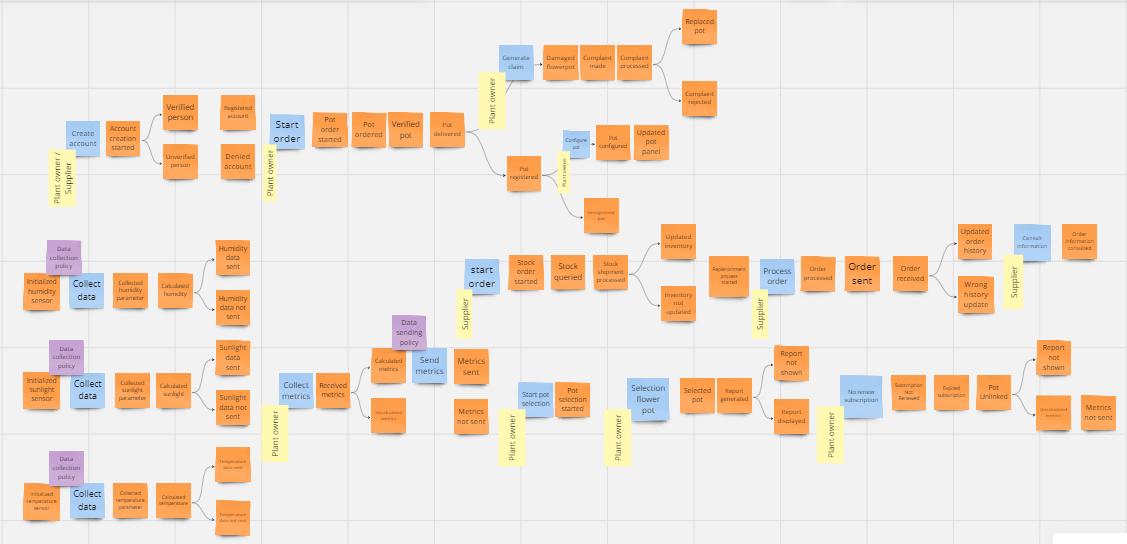 Replaced
pot
Generate
claim
Damaged
flowerpot
Complaint
made
Complaint
processed
Complaint
rejected
Plant owner
Create
account
Account
creation
started
Verified
person
Unverified
person
Registered
account
Denied
account
Plant owner /
Supplier
Start
order
Plant owner
Pot
order
started
Pot
ordered
Verified
pot
Pot
delivered
Pot
registered
Plant owner
Configure
pot
Pot
configured
Updated
pot
panel
Data
collection
policy
Initialized
humidity
sensor
Collect
data
Collected
humidity
parameter
Calculated
humidity
Humidity
data
sent
Humidity
data not
sent
start
order
Supplier
Stock
order
started
Stock
queried
Stock
shipment
processed
Updated
inventory
Inventory
not
updated
Replenishment
process
started
Process
order
Supplier
Order
processed
Order
sent
Order
received
Updated
order
history
Wrong
history
update
Consult
information
Supplier
Order
information
consulted
Data
collection
policy
Initialized
sunlight
sensor
Collect
data
Collected
sunlight
parameter
Calculated
sunlight
Sunlight
data
sent
Sunlight
data not
sent
Collect
metrics
Plant owner
Received
metrics
Calculated
metrics
Uncalculated
metrics
Data
sending
policy
Send
metrics
Metrics
sent
Metrics
not sent
Start pot
selection
Plant owner
Pot
selection
started
Selection
flower
pot
Plant owner
Selected
pot
Report
generated
Report
not
shown
Report
displayed
No renew
subscription
Plant owner
Subscription
Not
Renewed
Expired
subscription
Pot
Unlinked
Report
not
shown
Uncalculated
metrics
Metrics
not sent
Data
collection
policy
Initialized
temperature
sensor
Collect
data
Collected
temperature
parameter
Calculated
temperature
Temperature
data sent
Temperature
data not sent